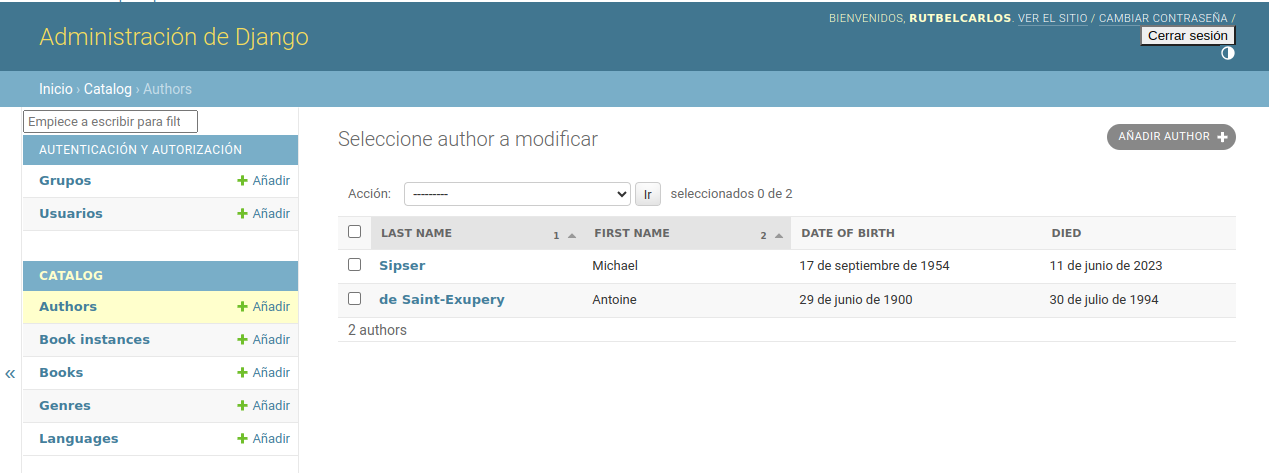 BIENVENIDOS, RUTBELCARLOS. VER EL SITIO / CAMBIAR CONTRASEÑA /
Administración de Django
Cerrar sesión
Inicio › Catalog › Authors
Empiece a escribir para filt
AUTENTICACIÓN Y AUTORIZACIÓN
Grupos Añadir
Usuarios Añadir
CATALOG
Authors Añadir
Book instances Añadir
Books Añadir
Genres Añadir
Languages Añadir
«
Seleccione author a modificar
AÑADIR AUTHOR
Acción: --------- Ir seleccionados 0 de 2
LAST NAME 1 FIRST NAME 2 DATE OF BIRTH DIED
Sipser Michael 17 de septiembre de 1954 11 de junio de 2023
de Saint-Exupery Antoine 29 de junio de 1900 30 de julio de 1994
2 authors